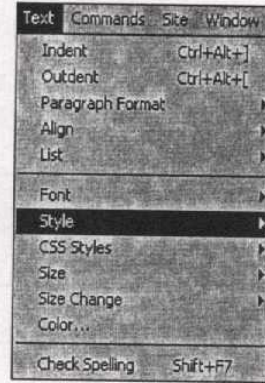 Text Commands Site Window
Indent Ctrl+Alt+]
Outdent Ctrl+Alt+[
Paragraph Format
Align
List
Font
Style
CSS Styles
Size
Size Change
Color...
Check Spelling Shift+F7